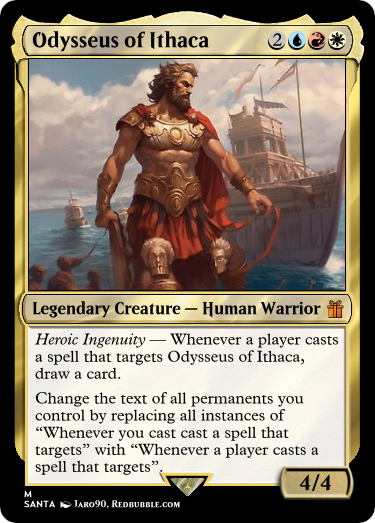 Odysseus of Ithaca 2
Legendary Creature — Human Warrior
Heroic Ingenuity — Whenever a player casts
a spell that targets Odysseus of Ithaca,
draw a card.
Change the text of all permanents you
control by replacing all instances of
“Whenever you cast cast a spell that
targets” with “Whenever a player casts a
spell that targets”.
4/4
M
SANTA Jaro90, Redbubble.com